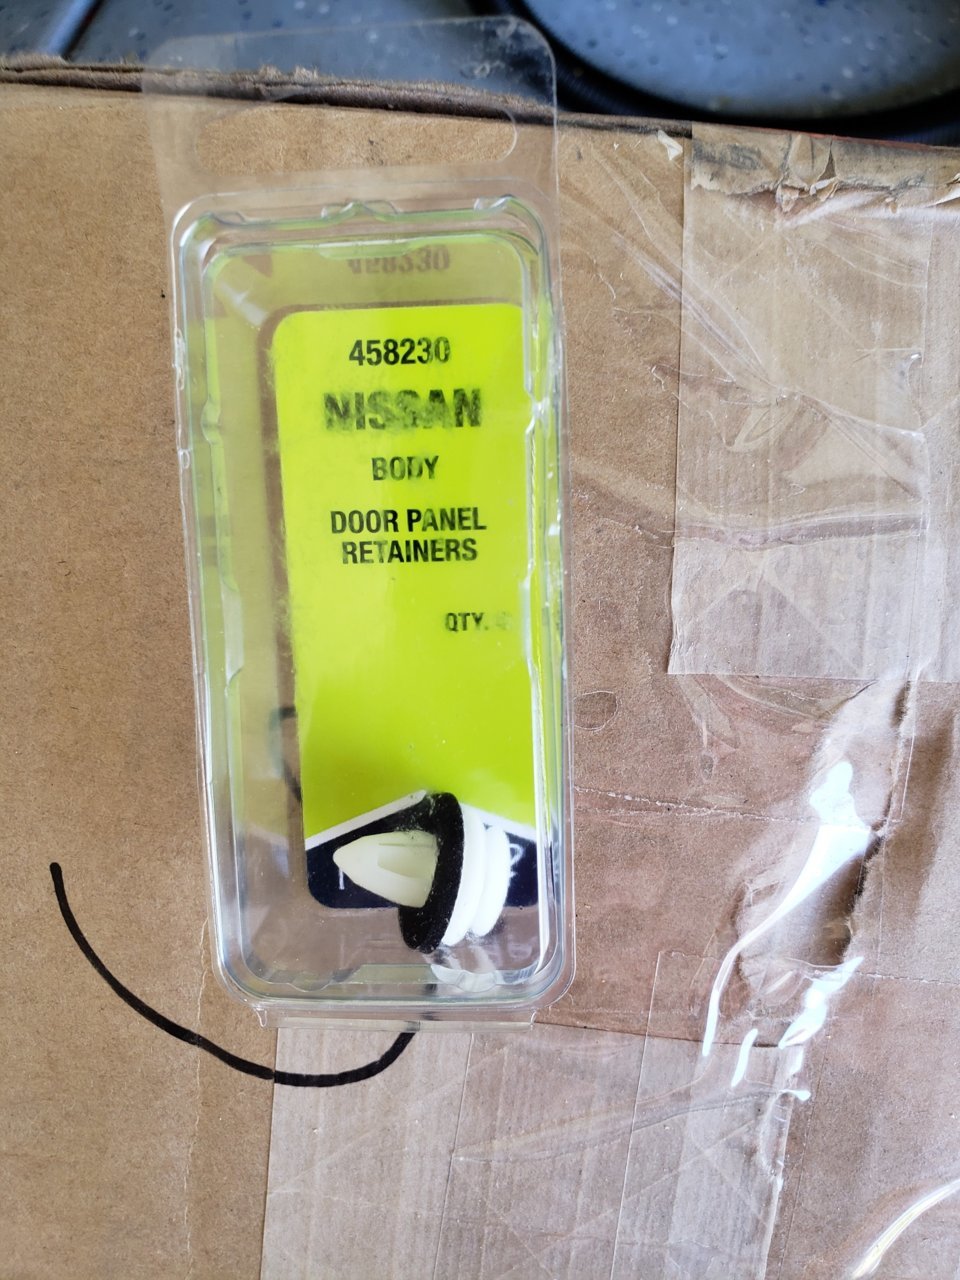 458230
NISSAN
BODY
DOOR PANEL
RETAINERS
QTY.